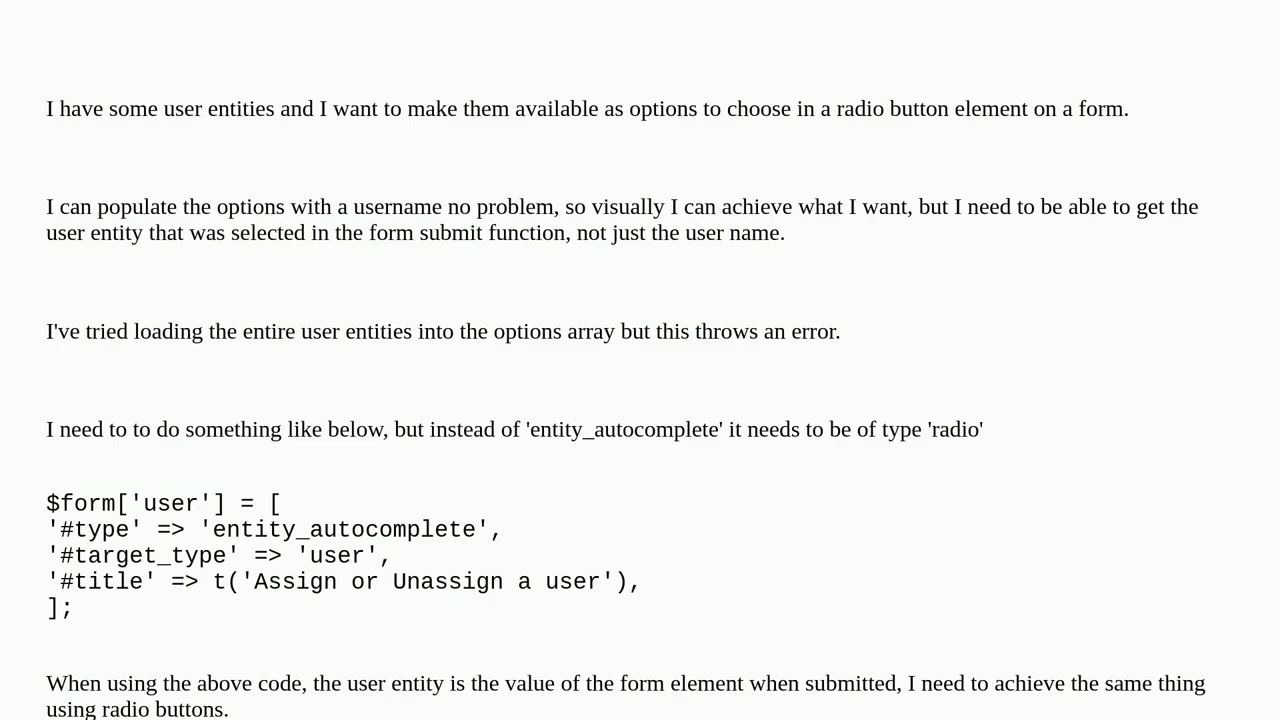 I have some user entities and I want to make them available as options to choose in a radio button element on a form.
I can populate the options with a username no problem, so visually I can achieve what I want, but I need to be able to get the
user entity that was selected in the form submit function, not just the user name.
I've tried loading the entire user entities into the options array but this throws an error.
I need to to do something like below, but instead of 'entity_autocomplete' it needs to be of type 'radio'
$form['user'] = [
'#type' => 'entity_autocomplete',
'#target_type' => 'user',
'#title' => t('Assign or Unassign a user'),
];
When using the above code, the user entity is the value of the form element when submitted, I need to achieve the same thing
using radio buttons.